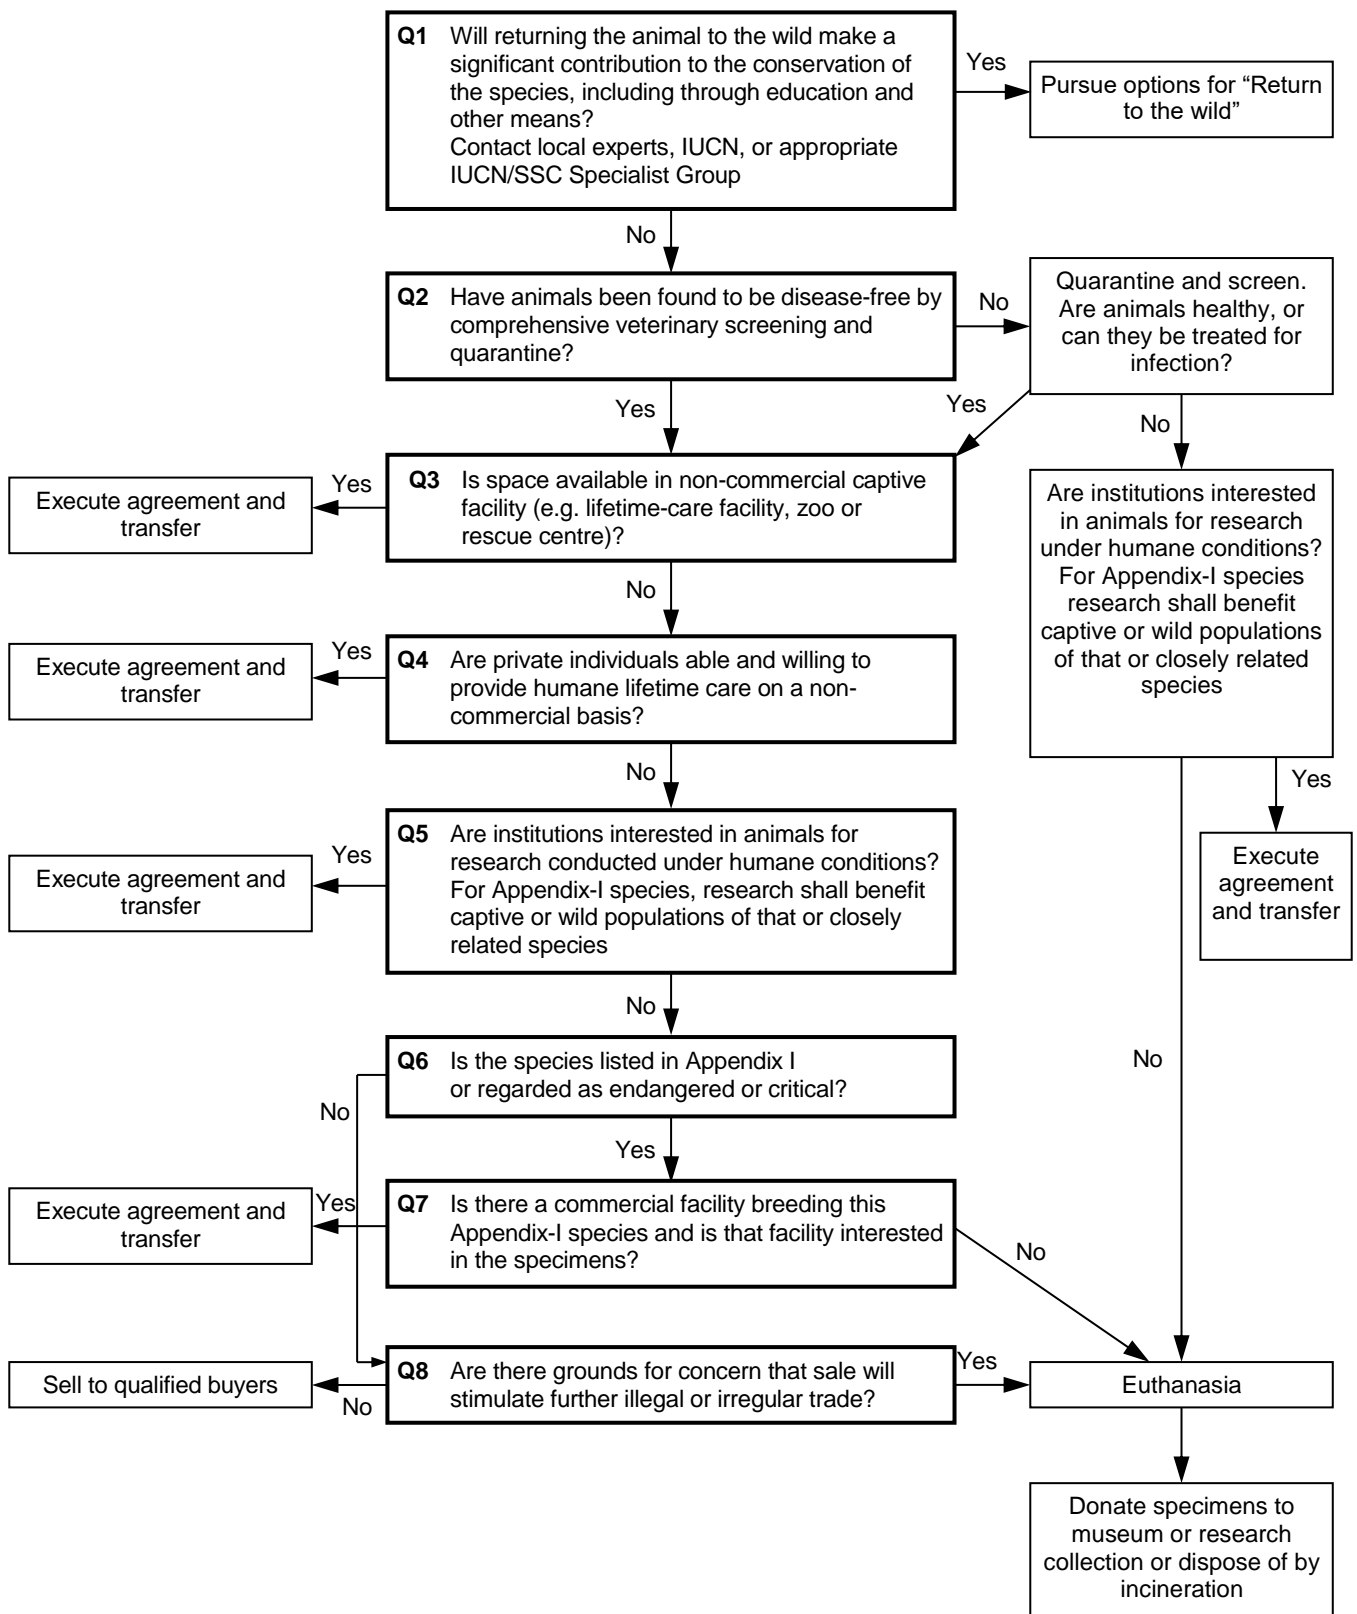 Q1 Will returning the animal to the wild make a
significant contribution to the conservation of
the species, including through education and
other means?
Contact local experts, IUCN, or appropriate
IUCN/SSC Specialist Group
Yes
Pursue options for “Return
to the wild”
No
Q2 Have animals been found to be disease-free by
comprehensive veterinary screening and
quarantine?
No
Quarantine and screen.
Are animals healthy, or
can they be treated for
infection?
Yes
Yes
No
Q3 Is space available in non-commercial captive
facility (e.g. lifetime-care facility, zoo or
rescue centre)?
Yes
Execute agreement and
transfer
Are institutions interested
in animals for research
under humane conditions?
For Appendix-I species
research shall benefit
captive or wild populations
of that or closely related
species
No
Q4 Are private individuals able and willing to
provide humane lifetime care on a non-
commercial basis?
Yes
Execute agreement and
transfer
No
Yes
Execute
agreement
and transfer
Q5 Are institutions interested in animals for
research conducted under humane conditions?
For Appendix-I species, research shall benefit
captive or wild populations of that or closely
related species
Yes
Execute agreement and
transfer
No
No
Q6 Is the species listed in Appendix I
or regarded as endangered or critical?
No
Yes
Q7 Is there a commercial facility breeding this
Appendix-I species and is that facility interested
in the specimens?
Yes
Execute agreement and
transfer
No
Q8 Are there grounds for concern that sale will
stimulate further illegal or irregular trade?
No
Sell to qualified buyers
Yes
Euthanasia
Donate specimens to
museum or research
collection or dispose of by
incineration